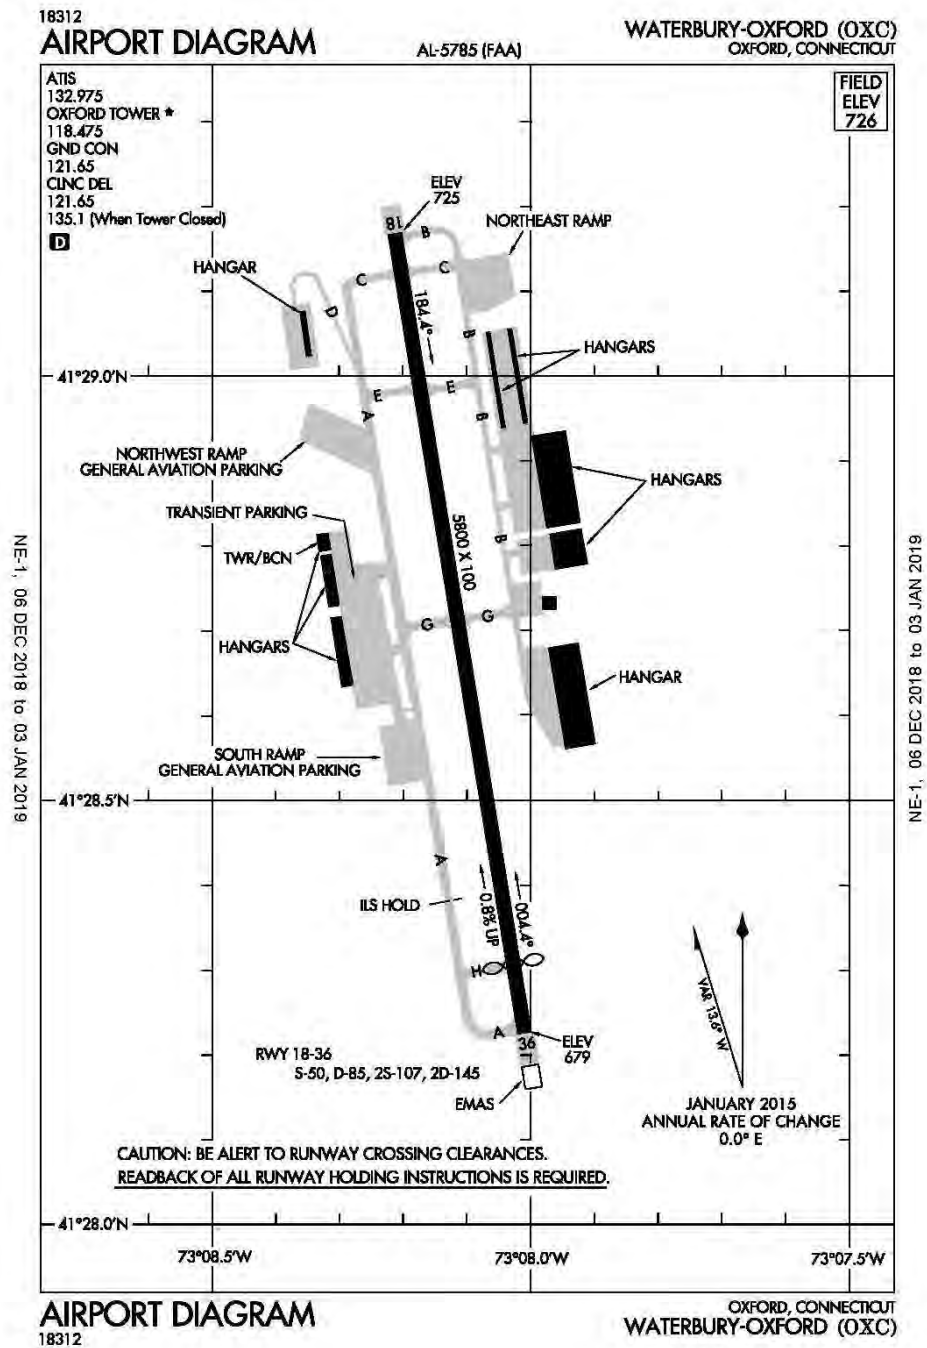 18312
AIRPORT DIAGRAM
AL-5785 (FAA)
WATERBURY-OXFORD (OXC)
OXFORD, CONNECTICUT
ATIS
132.975
OXFORD TOWER ★
118.475
GND CON
121.65
CLNC DEL
121.65
135.1 (When Tower Closed)
D
FIELD
ELEV
726
ELEV
725
18
B
NORTHEAST RAMP
HANGAR
C
C
D
184.4°
B
HANGARS
41°29.0'N
E
E
A
B
NORTHWEST RAMP
GENERAL AVIATION PARKING
HANGARS
TRANSIENT PARKING
5800 X 100
B
TWR/BCN
G
G
HANGARS
HANGAR
SOUTH RAMP
GENERAL AVIATION PARKING
41°28.5'N
A
ILS HOLD
0.8% UP
004.4°
H
VAR 13.6° W
A
36
ELEV
679
RWY 18-36
S-50, D-85, 2S-107, 2D-145
EMAS
JANUARY 2015
ANNUAL RATE OF CHANGE
0.0° E
CAUTION: BE ALERT TO RUNWAY CROSSING CLEARANCES.
READBACK OF ALL RUNWAY HOLDING INSTRUCTIONS IS REQUIRED.
41°28.0'N
73°08.5'W
73°08.0'W
73°07.5'W
NE-1, 06 DEC 2018 to 03 JAN 2019
NE-1, 06 DEC 2018 to 03 JAN 2019
AIRPORT DIAGRAM
18312
OXFORD, CONNECTICUT
WATERBURY-OXFORD (OXC)